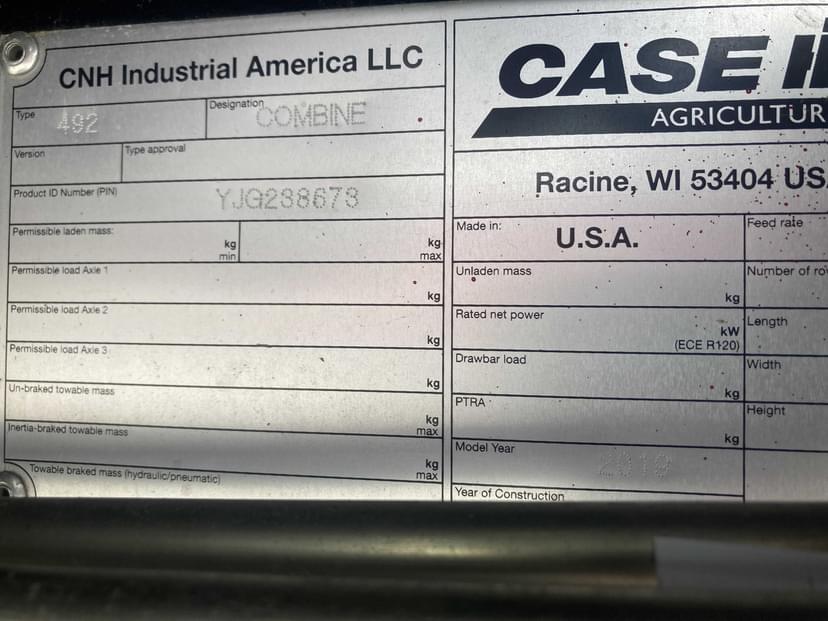 CNH Industrial America LLC
Type
492
Designation
COMBINE
Version
Type approval
Product ID Number (PIN)
YJG238673
Permissible laden mass:
kg
min
kg
max
Permissible load Axle 1
kg
Permissible load Axle 2
kg
Permissible load Axle 3
kg
Un-braked towable mass
kg
max
Inertia-braked towable mass
kg
max
Towable braked mass (hydraulic/pneumatic)
CASE
AGRICULTUR
Racine, WI 53404 US
Made in:
U.S.A.
Feed rate
Unladen mass
kg
Number of
Rated net power
kW
(ECE R120)
Length
Drawbar load
kg
Width
PTRA
kg
Height
Model Year
2019
Year of Construction